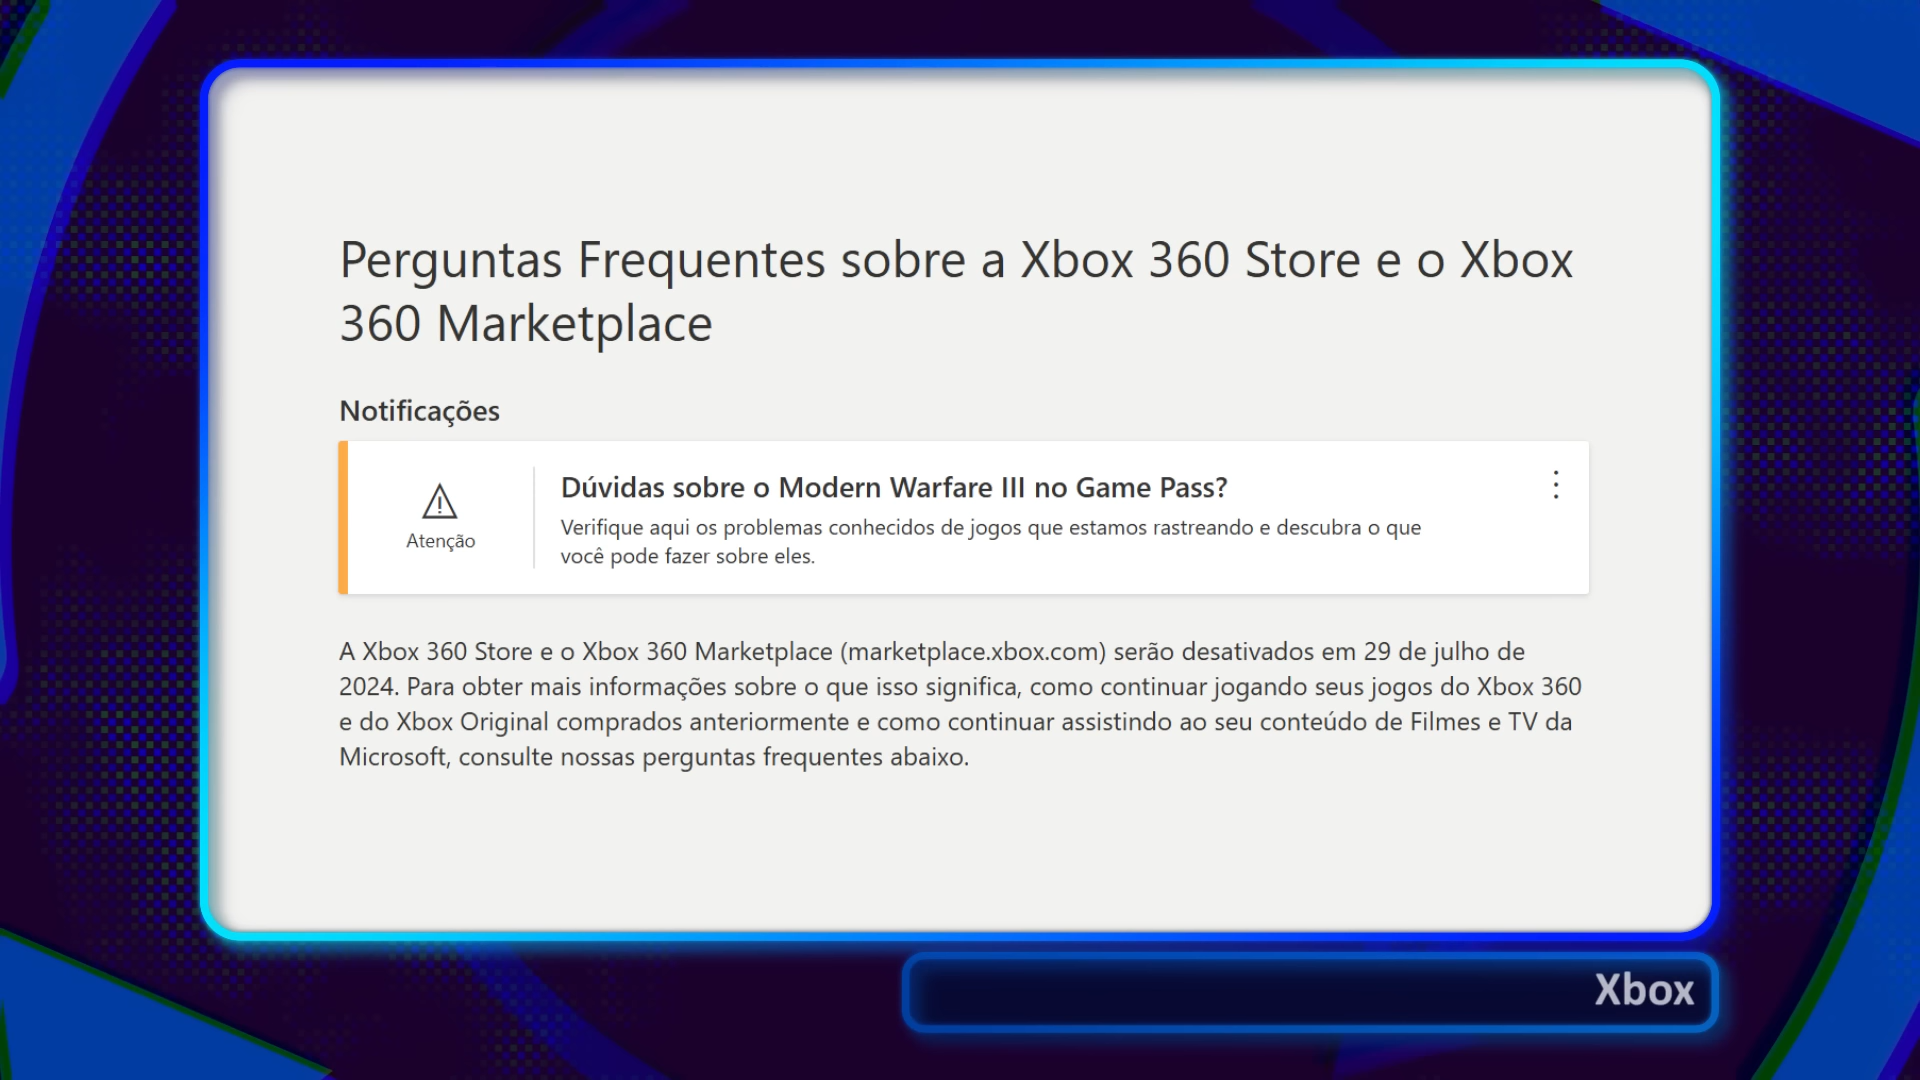 Perguntas Frequentes sobre a Xbox 360 Store e o Xbox
360 Marketplace
Notificações
Atenção
Dúvidas sobre o Modern Warfare III no Game Pass?
Verifique aqui os problemas conhecidos de jogos que estamos rastreando e descubra o que
você pode fazer sobre eles.
A Xbox 360 Store e o Xbox 360 Marketplace (marketplace.xbox.com) serão desativados em 29 de julho de
2024. Para obter mais informações sobre o que isso significa, como continuar jogando seus jogos do Xbox 360
e do Xbox Original comprados anteriormente e como continuar assistindo ao seu conteúdo de Filmes e TV da
Microsoft, consulte nossas perguntas frequentes abaixo.
Xbox